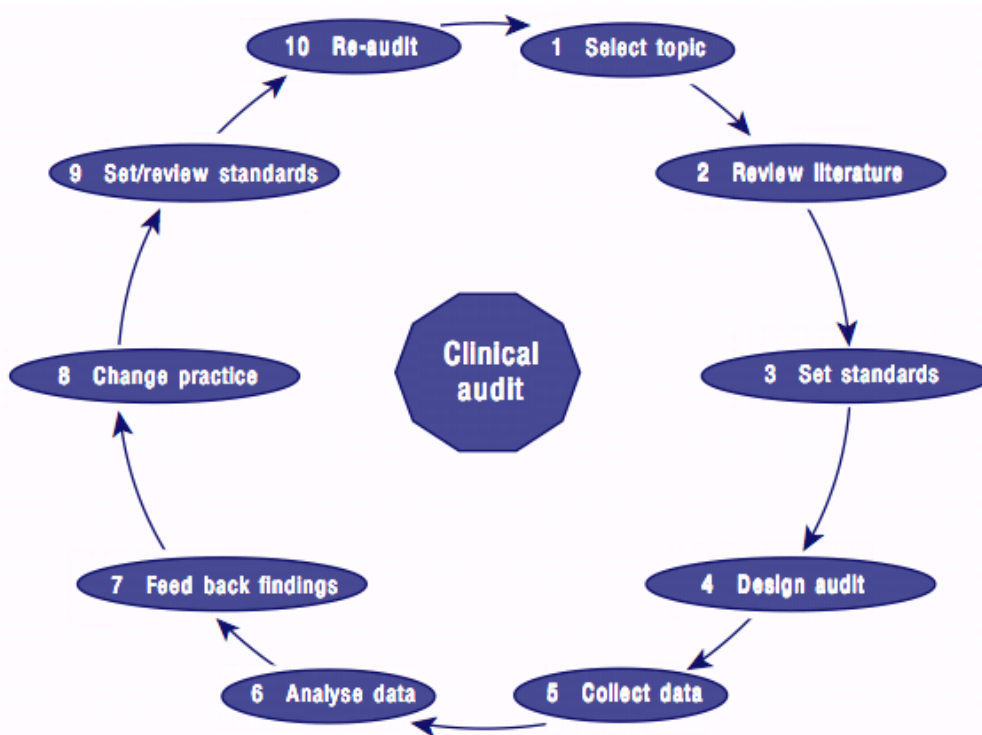 1 Select topic
2 Review literature
3 Set standards
4 Design audit
5 Collect data
6 Analyse data
7 Feed back findings
8 Change practice
9 Set/review standards
10 Re-audit
Clinical
audit